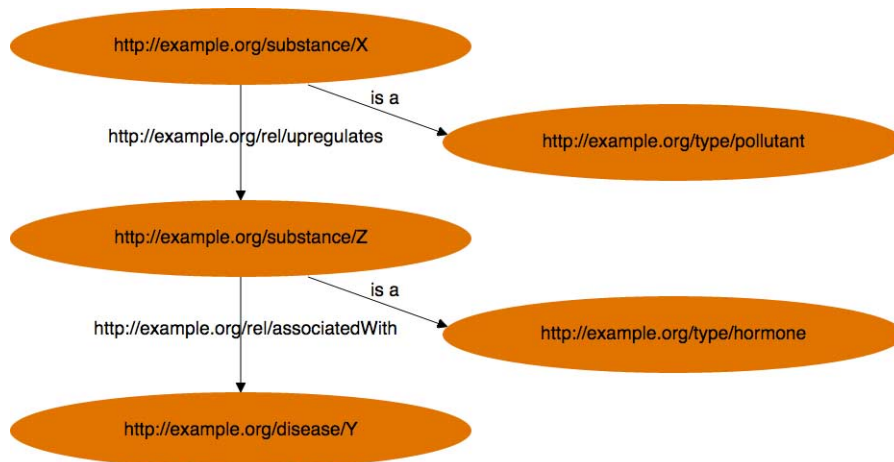 http://example.org/substance/X
is a
http://example.org/rel/upregulates
http://example.org/type/pollutant
http://example.org/substance/Z
is a
http://example.org/rel/associatedWith
http://example.org/type/hormone
http://example.org/disease/Y